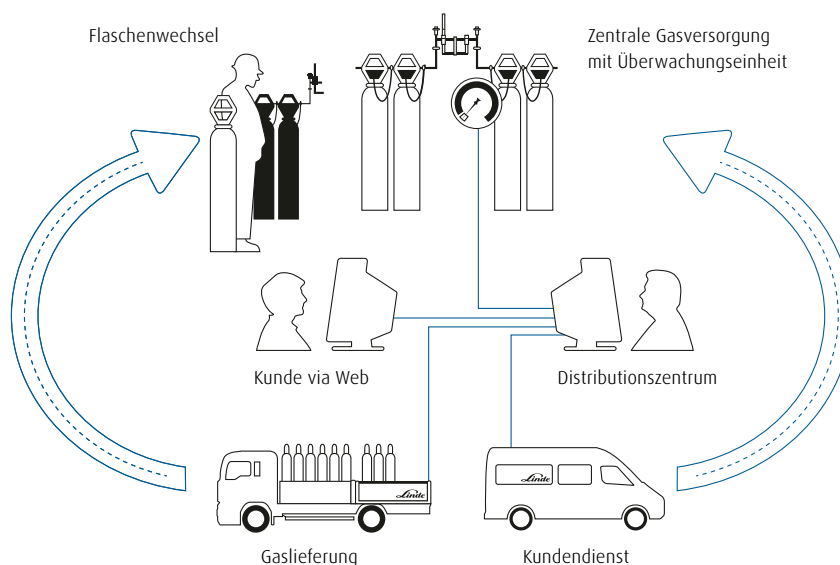 Flaschenwechsel
Zentrale Gasversorgung
mit Überwachungseinheit
Kunde via Web
Distributionszentrum
Linde
Linde
Gaslieferung
Kundendienst